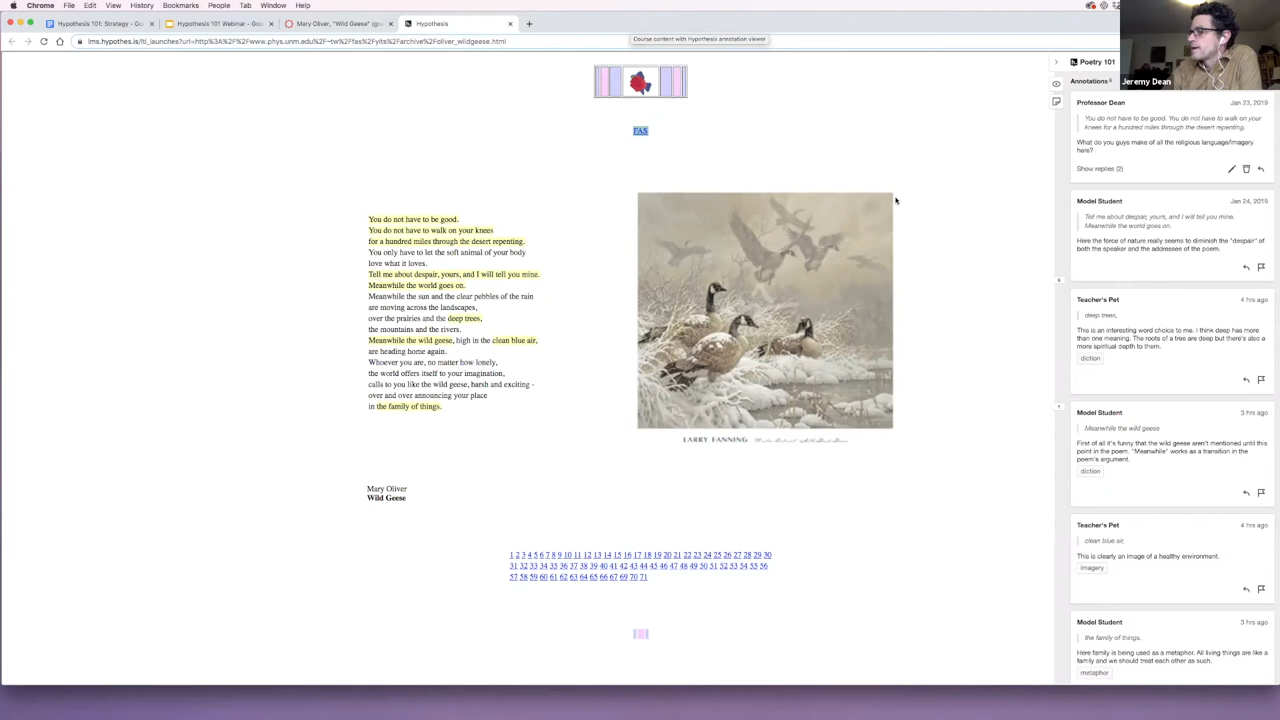 Chrome File Edit View History Bookmarks People Tab Window Help
Hypothesis 101: Strategy - Go
Hypothesis 101 Webinar - Goo
Mary Oliver, "Wild Geese" (gra
Hypothesis
lms.hypothes.is/lti_launches?url=http%3A%2F%2Fwww.phys.unm.edu%2F~tw%2Ffas%2Fyits%2Farchive%2Foliver_wildgeese.html
Course content with Hypothesis annotation viewer
Jeremy Dean
FAS
You do not have to be good.
You do not have to walk on your knees
for a hundred miles through the desert repenting.
You only have to let the soft animal of your body
love what it loves.
Tell me about despair, yours, and I will tell you mine.
Meanwhile the world goes on.
Meanwhile the sun and the clear pebbles of the rain
are moving across the landscapes,
over the prairies and the deep trees,
the mountains and the rivers.
Meanwhile the wild geese, high in the clean blue air,
are heading home again.
Whoever you are, no matter how lonely,
the world offers itself to your imagination,
calls to you like the wild geese, harsh and exciting -
over and over announcing your place
in the family of things.
LARRY FANNING
Mary Oliver
Wild Geese
1 2 3 4 5 6 7 8 9 10 11 12 13 14 15 16 17 18 19 20 21 22 23 24 25 26 27 28 29 30
31 32 33 34 35 36 37 38 39 40 41 42 43 44 45 46 47 48 49 50 51 52 53 54 55 56
57 58 59 60 61 62 63 64 65 66 67 68 69 70 71
Poetry 101
Annotations 6
Professor Dean Jan 23, 2019
You do not have to be good. You do not have to walk on your
knees for a hundred miles through the desert repenting.
What do you guys make of all the religious language/imagery
here?
Show replies (2)
Model Student Jan 24, 2019
Tell me about despair, yours, and I will tell you mine.
Meanwhile the world goes on.
Here the force of nature really seems to diminish the "despair" of
both the speaker and the addressee of the poem.
Teacher's Pet 4 hrs ago
deep trees,
This is an interesting word choice to me. I think deep has more
than one meaning. The roots of a tree are deep but there's also a
more spiritual depth to them.
diction
Model Student 3 hrs ago
Meanwhile the wild geese
First of all it's funny that the wild geese aren't mentioned until this
point in the poem. "Meanwhile" works as a transition in the
poem's argument.
diction
Teacher's Pet 4 hrs ago
clean blue air,
This is clearly an image of a healthy environment.
Imagery
Model Student 3 hrs ago
the family of things.
Here family is being used as a metaphor. All living things are like a
family and we should treat each other as such.
metaphor